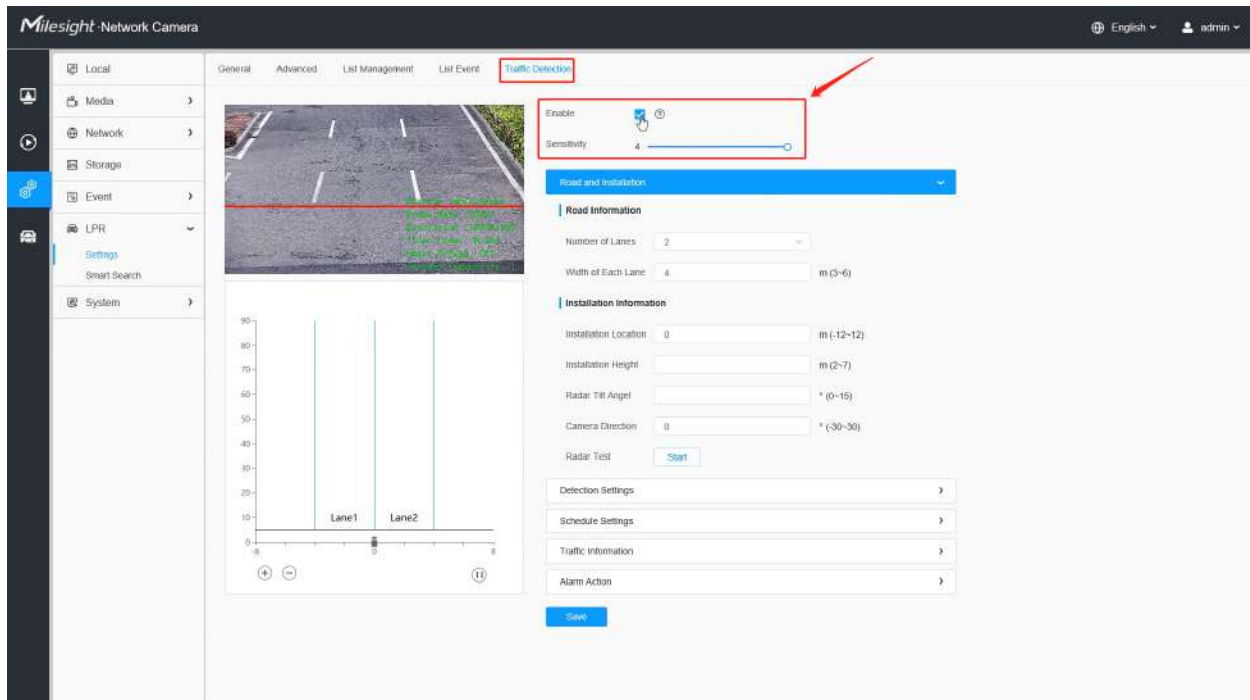 Milesight Network Camera
English
admin
Local
Media
Network
Storage
Event
LPR
Settings
Smart Search
System
General Advanced List Management List Event Traffic Detection
Enable
Sensitivity 4
Road and Installation
Road Information
Number of Lanes 2
Width of Each Lane 4 m (3~6)
Installation Information
Installation Location 0 m (-12~12)
Installation Height m (2~7)
Radar Tilt Angel ° (0~15)
Camera Direction 0 ° (-30~30)
Radar Test Start
Detection Settings
Schedule Settings
Traffic Information
Alarm Action
Save
90
80
70
60
50
40
30
20
10 Lane1 Lane2
0
-8 0 8